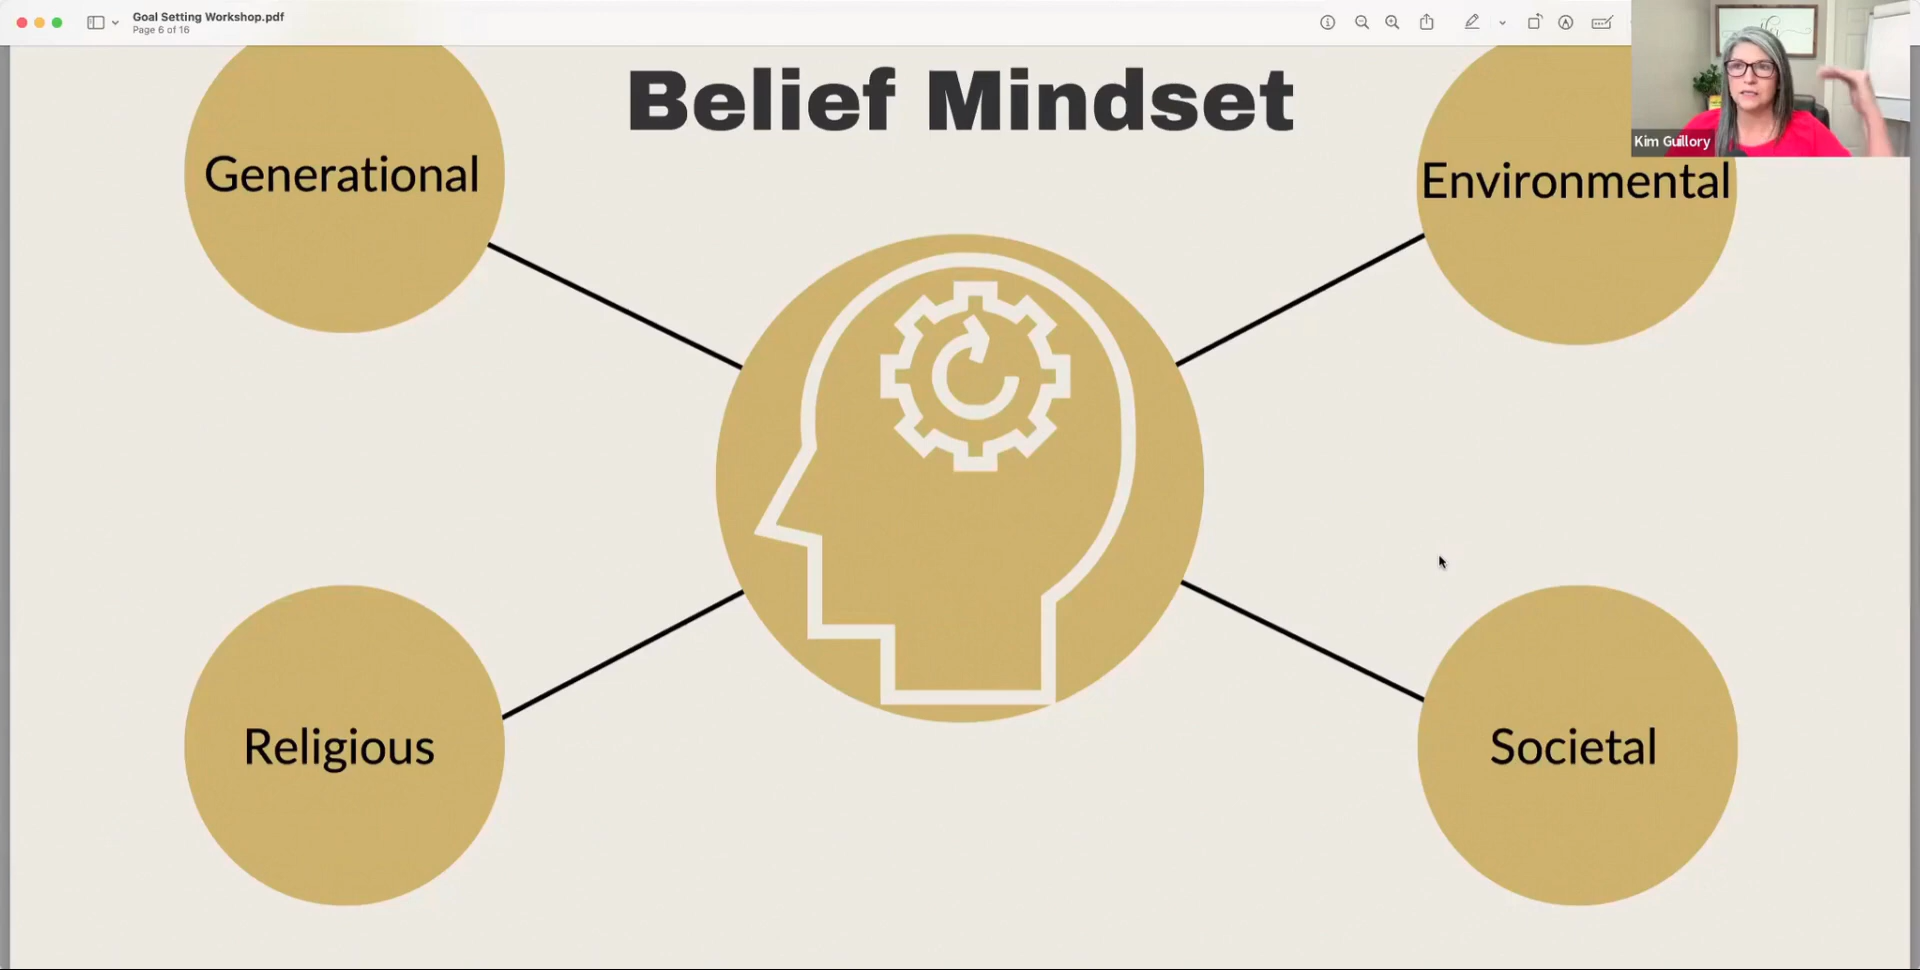 Goal Setting Workshop.pdf
Page 6 of 16
Belief Mindset
Generational
Environmental
Kim Guillory
Religious
Societal